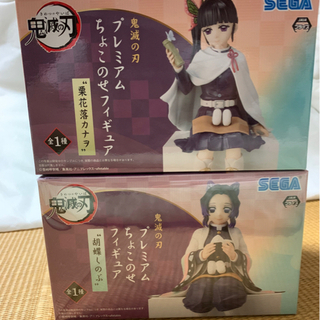 鬼滅の刃
SEGA
鬼滅の刃
プレミアム
ちょこのせフィギュア
“栗花落カナヲ”
全1種
鬼滅の刃
SEGA
鬼滅の刃
プレミアム
ちょこのせ
フィギュア
“胡蝶しのぶ”
全1種